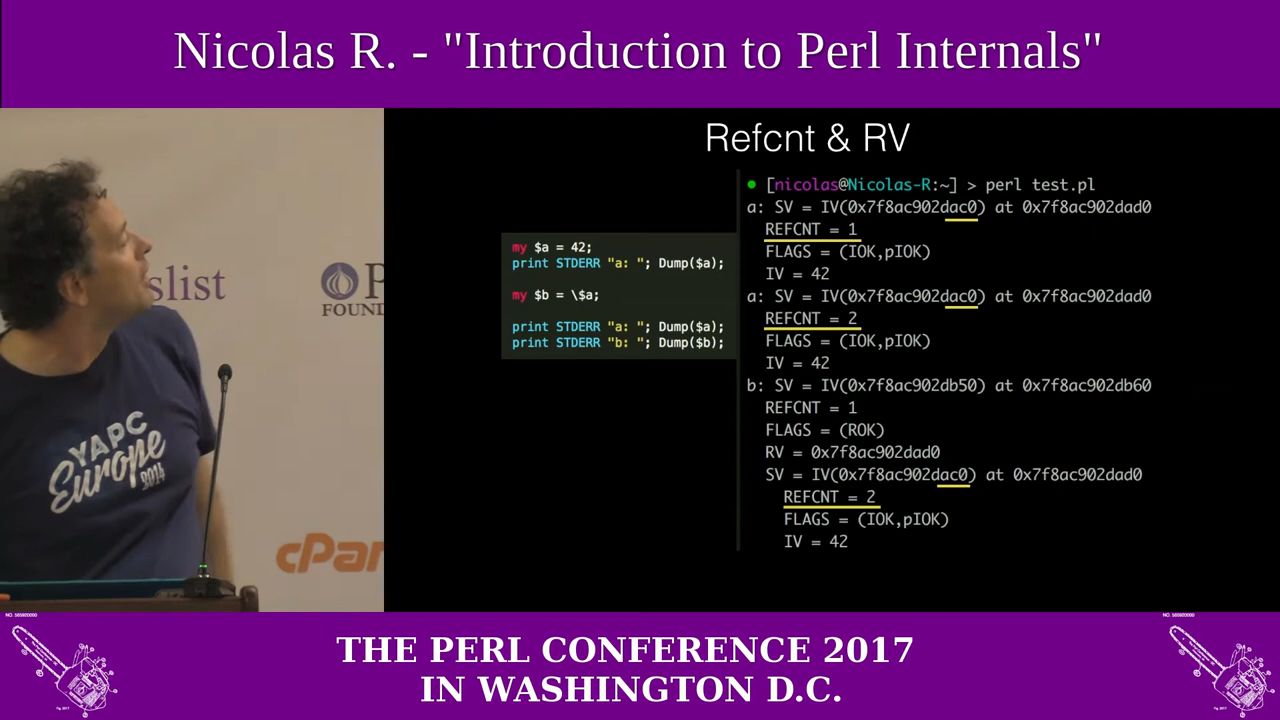 Nicolas R. - "Introduction to Perl Internals"
slist
P
FOUND
YAPC
Europe
2014
cPan
Refcnt & RV
my $a = 42;
print STDERR "a: "; Dump($a);
my $b = \$a;
print STDERR "a: "; Dump($a);
print STDERR "b: "; Dump($b);
[nicolas@Nicolas-R:~] > perl test.pl
a: SV = IV(0x7f8ac902dac0) at 0x7f8ac902dad0
REFCNT = 1
FLAGS = (IOK,pIOK)
IV = 42
a: SV = IV(0x7f8ac902dac0) at 0x7f8ac902dad0
REFCNT = 2
FLAGS = (IOK,pIOK)
IV = 42
b: SV = IV(0x7f8ac902db50) at 0x7f8ac902db60
REFCNT = 1
FLAGS = (ROK)
RV = 0x7f8ac902dad0
SV = IV(0x7f8ac902dac0) at 0x7f8ac902dad0
REFCNT = 2
FLAGS = (IOK,pIOK)
IV = 42
THE PERL CONFERENCE 2017
IN WASHINGTON D.C.